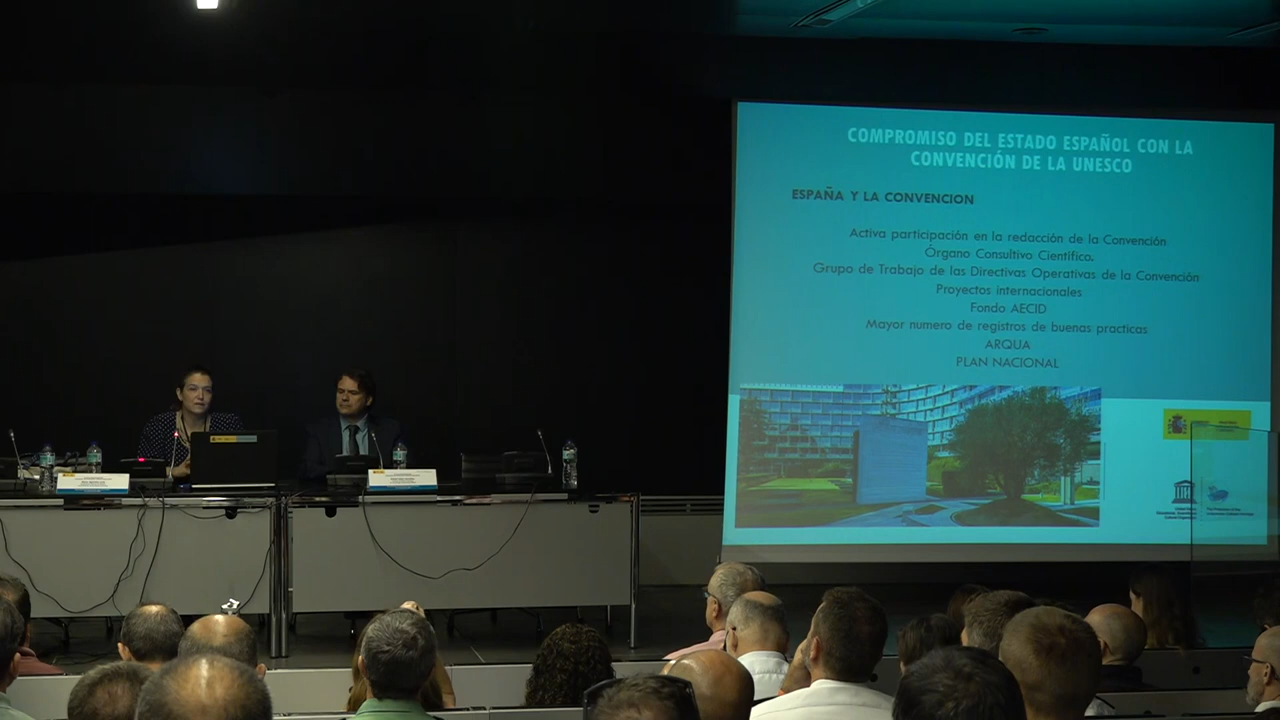 COMPROMISO DEL ESTADO ESPAÑOL CON LA
CONVENCIÓN DE LA UNESCO
ESPAÑA Y LA CONVENCION
Activa participación en la redacción de la Convención
Órgano Consultivo Científico.
Grupo de Trabajo de las Directivas Operativas de la Convención
Proyectos internacionales
Fondo AECID
Mayor numero de registros de buenas practicas
ARQUA
PLAN NACIONAL